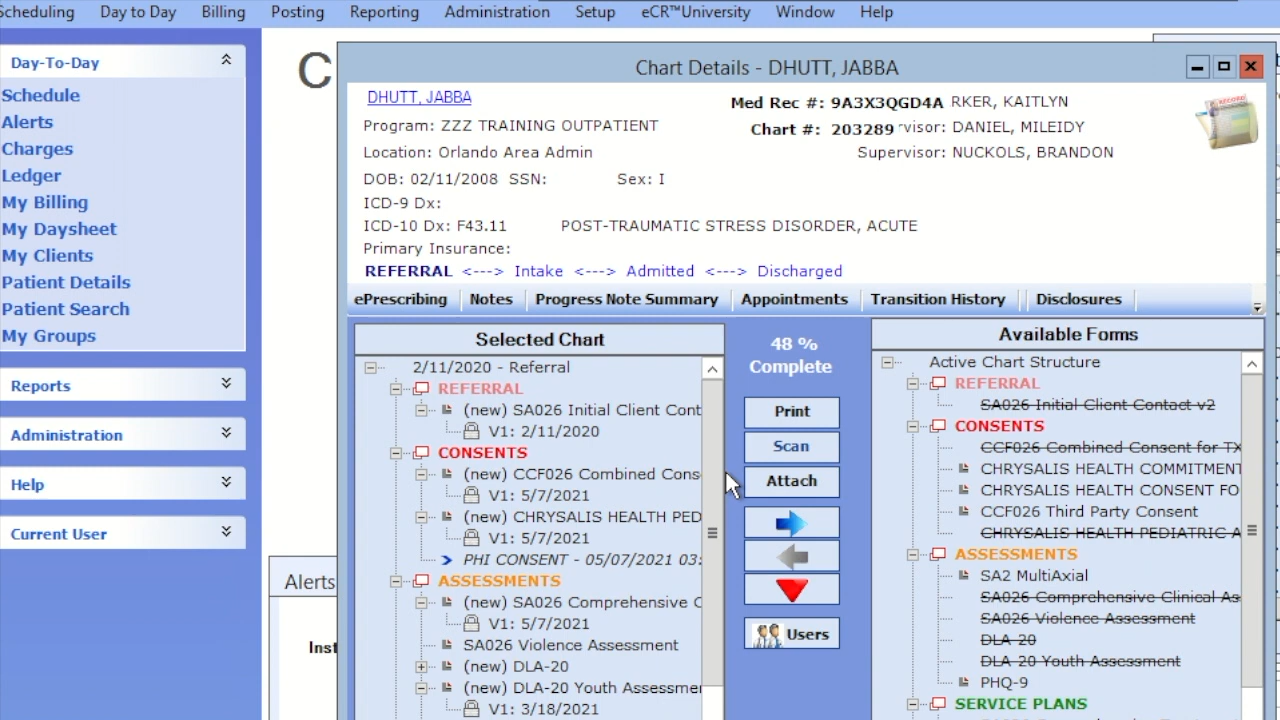 Scheduling Day to Day Billing Posting Reporting Administration Setup eCR™University Window Help
Day-To-Day
Schedule
Alerts
Charges
Ledger
My Billing
My Daysheet
My Clients
Patient Details
Patient Search
My Groups
Reports
Administration
Help
Current User
C
Alerts
Inst
Chart Details - DHUTT, JABBA
DHUTT, JABBA
Med Rec #: 9A3X3QGD4A RKER, KAITLYN
Program: ZZZ TRAINING OUTPATIENT
Chart #: 203289 rvisor: DANIEL, MILEIDY
Location: Orlando Area Admin
Supervisor: NUCKOLS, BRANDON
DOB: 02/11/2008 SSN: Sex: I
ICD-9 Dx:
ICD-10 Dx: F43.11 POST-TRAUMATIC STRESS DISORDER, ACUTE
Primary Insurance:
REFERRAL <---> Intake <---> Admitted <---> Discharged
ePrescribing Notes Progress Note Summary Appointments Transition History Disclosures
Selected Chart
2/11/2020 - Referral
REFERRAL
(new) SA026 Initial Client Cont
V1: 2/11/2020
CONSENTS
(new) CCF026 Combined Cons
V1: 5/7/2021
(new) CHRYSALIS HEALTH PED
V1: 5/7/2021
PHI CONSENT - 05/07/2021 03:
ASSESSMENTS
(new) SA026 Comprehensive C
V1: 5/7/2021
SA026 Violence Assessment
(new) DLA-20
(new) DLA-20 Youth Assessmer
V1: 3/18/2021
48 %
Complete
Print
Scan
Attach
Users
Available Forms
Active Chart Structure
REFERRAL
SA026 Initial Client Contact v2
CONSENTS
CCF026 Combined Consent for TX
CHRYSALIS HEALTH COMMITMENT
CHRYSALIS HEALTH CONSENT FO
CCF026 Third Party Consent
CHRYSALIS HEALTH PEDIATRIC A
ASSESSMENTS
SA2 MultiAxial
SA026 Comprehensive Clinical As
SA026 Violence Assessment
DLA-20
DLA-20 Youth Assessment
PHQ-9
SERVICE PLANS